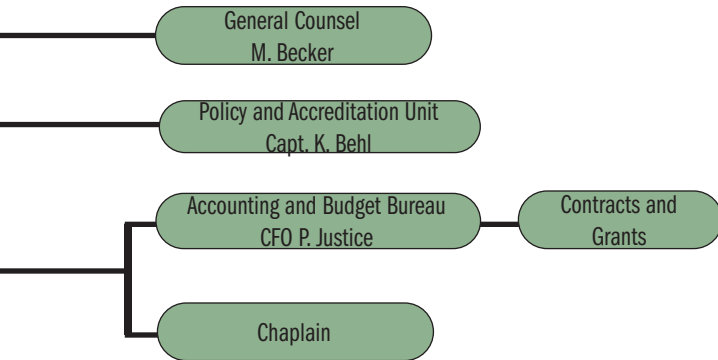 General Counsel
M. Becker
Policy and Accreditation Unit
Capt. K. Behl
Accounting and Budget Bureau
CFO P. Justice
Contracts and
Grants
Chaplain